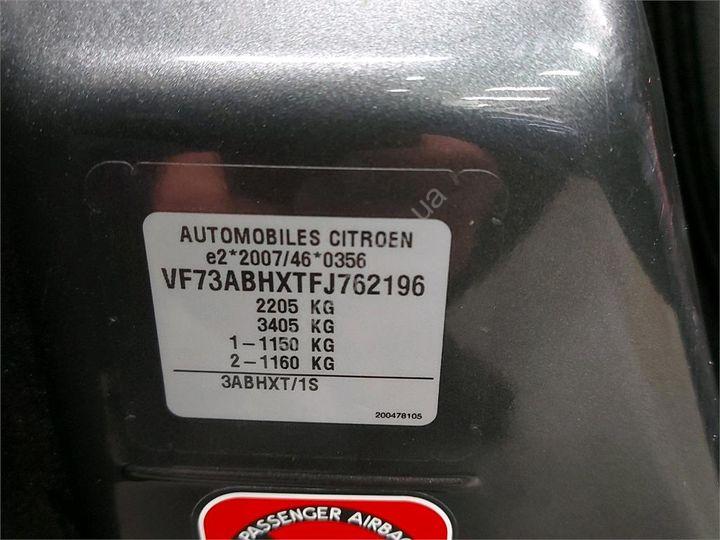 AUTOMOBILES CITROEN
e2*2007/46*0356
VF73ABHXTFJ762196
2205 KG
3405 KG
1-1150 KG
2-1160 KG
3ABHXT/1S
200478105
PASSENGER